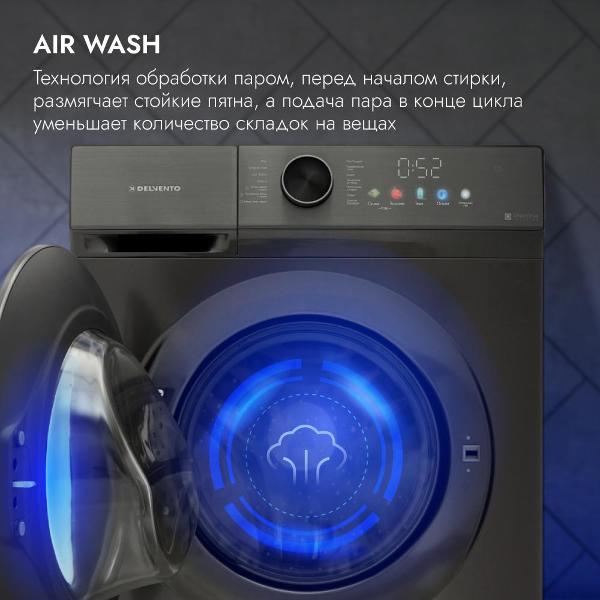 AIR WASH
Технология обработки паром, перед началом стирки,
размягчает стойкие пятна, а подача пара в конце цикла
уменьшает количество складок на вещах
DELVENTO
0:52